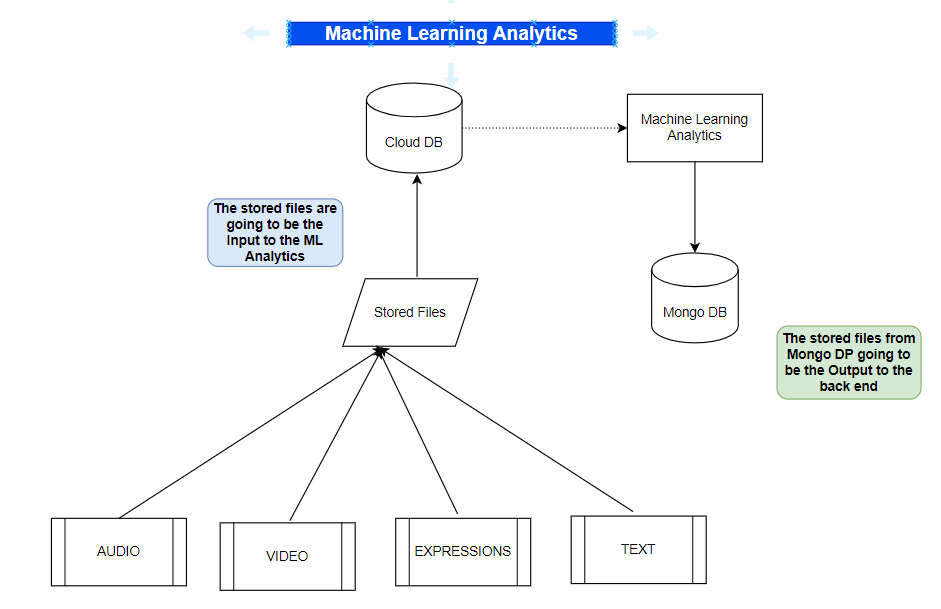 Machine Learning Analytics
Cloud DB
Machine Learning
Analytics
The stored files are
going to be the
Input to the ML
Analytics
Stored Files
Mongo DB
The stored files from
Mongo DP going to
be the Output to the
back end
AUDIO
VIDEO
EXPRESSIONS
TEXT